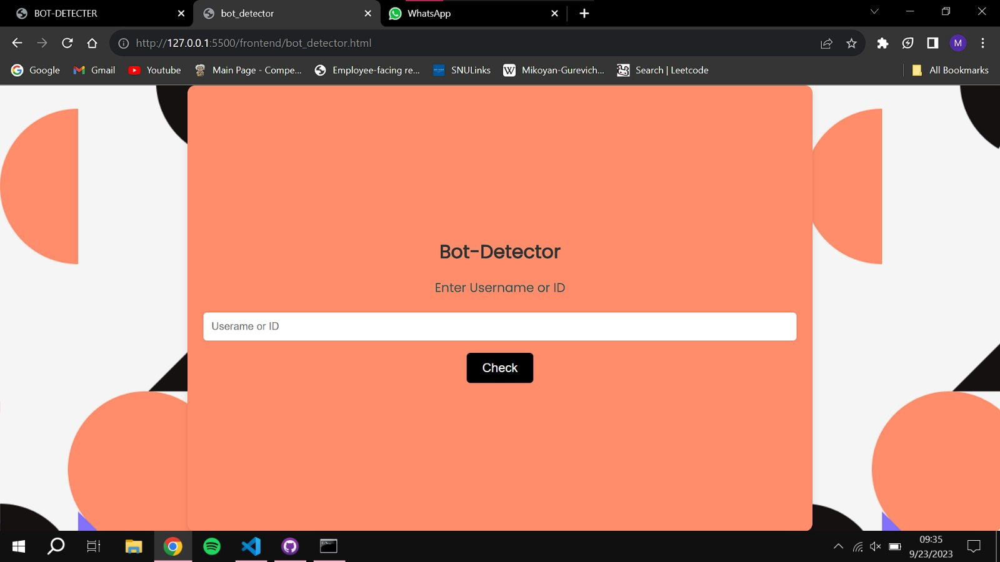 BOT-DETECTER
bot_detector
WhatsApp
http://127.0.0.1:5500/frontend/bot_detector.html
M
Google
Gmail
Youtube
Main Page - Compe...
Employee-facing re...
SNULinks
W
Mikoyan-Gurevich...
Search | Leetcode
All Bookmarks
Bot-Detector
Enter Username or ID
Userame or ID
Check
09:35
9/23/2023